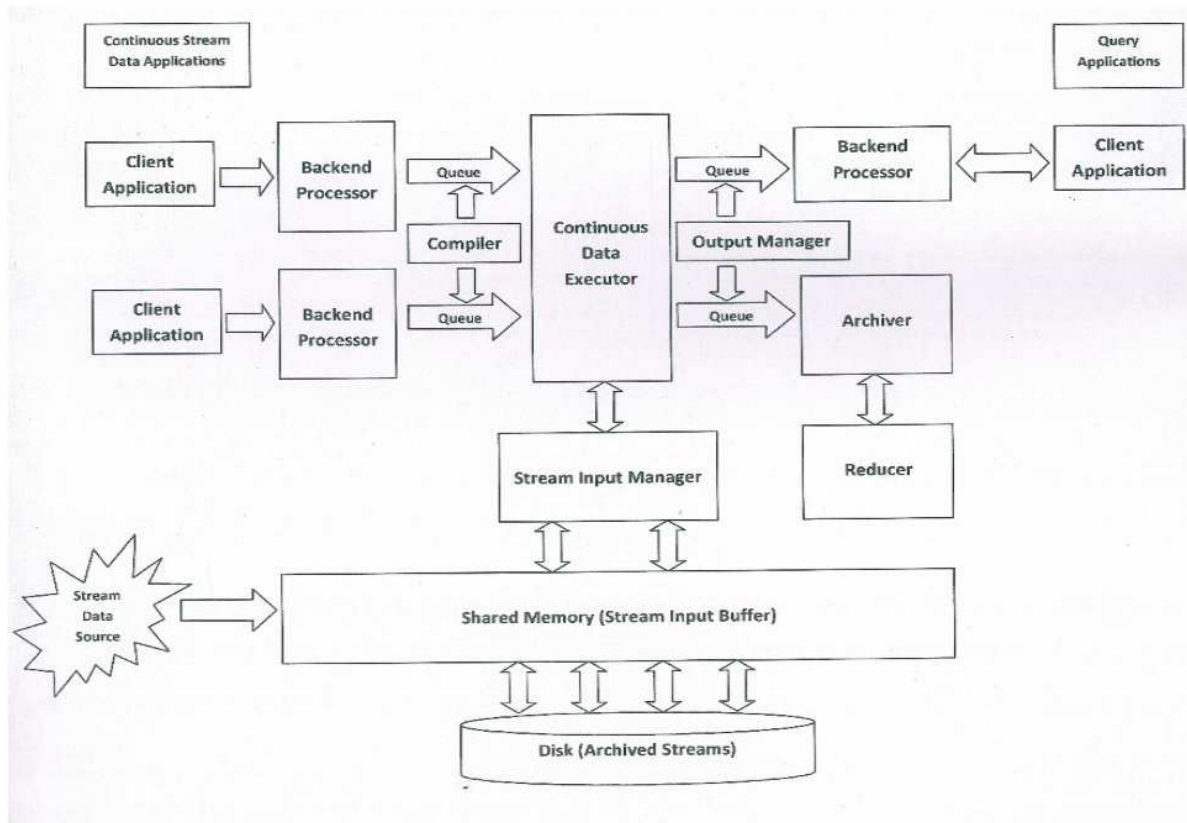 Continuous Stream
Data Applications
Query
Applications
Client
Application
Backend
Processor
Queue
Continuous
Data
Executor
Queue
Backend
Processor
Client
Application
Compiler
Output Manager
Client
Application
Backend
Processor
Queue
Queue
Archiver
Stream Input Manager
Reducer
Stream
Data
Source
Shared Memory (Stream Input Buffer)
Disk (Archived Streams)